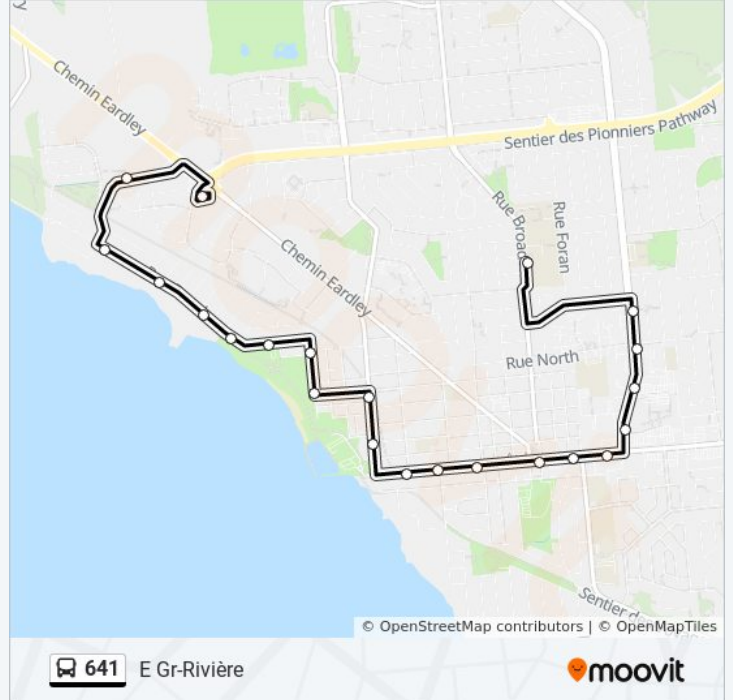 Chemin Eardley
Sentier des Pionniers Pathway
Rue Broad
Rue Foran
Chemin Eardley
Rue North
Sentier de
© OpenStreetMap contributors | © OpenMapTiles
641 E Gr-Rivière
moovit